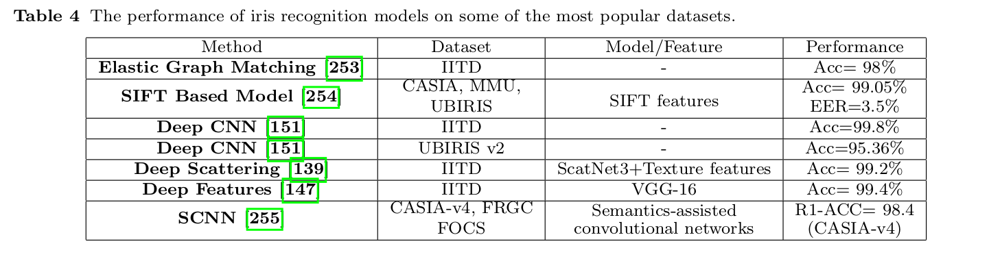 Table 4 The performance of iris recognition models on some of the most popular datasets.
Method Dataset Model/Feature Performance
Elastic Graph Matching [253] IITD - Acc= 98%
SIFT Based Model [254] CASIA, MMU, UBIRIS SIFT features Acc= 99.05% EER=3.5%
Deep CNN [151] IITD - Acc=99.8%
Deep CNN [151] UBIRIS v2 - Acc=95.36%
Deep Scattering [139] IITD ScatNet3+Texture features Acc= 99.2%
Deep Features [147] IITD VGG-16 Acc= 99.4%
SCNN [255] CASIA-v4, FRGC FOCS Semantics-assisted convolutional networks R1-ACC= 98.4 (CASIA-v4)